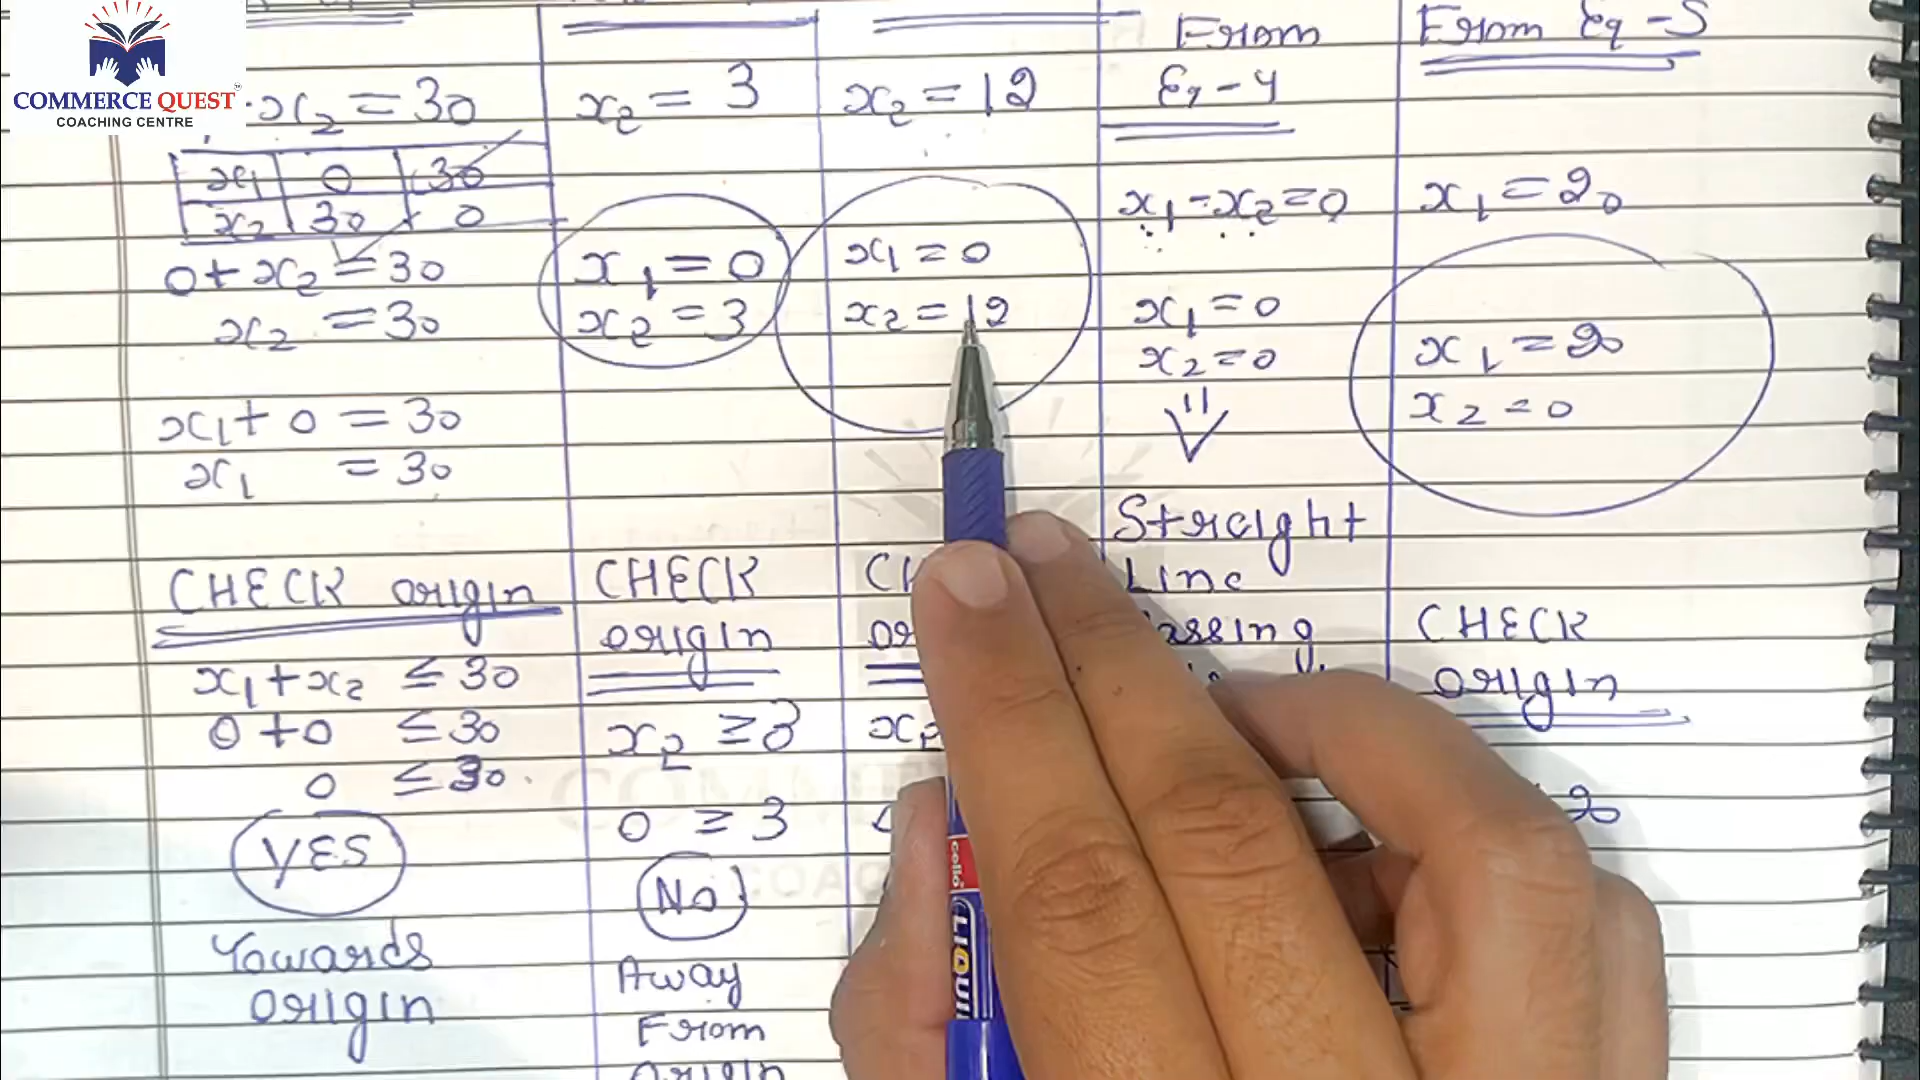 COMMERCE QUEST
COACHING CENTRE
x2 = 30
x1 0 30
x2 30 0
0 + x2 = 30
x2 = 30
x1 + 0 = 30
x1 = 30
CHECK origin
x1 + x2 ≤ 30
0 + 0 ≤ 30
0 ≤ 30
YES
Towards
origin
x2 = 3
x1 = 0
x2 = 3
CHECK
origin
x2 ≥ 3
0 ≥ 3
No
Away
From
origin
x2 = 12
x1 = 0
x2 = 12
From
Eq - 4
x1 - x2 = 0
x1 = 0
x2 = 0
Straight
Line
From Eq - 5
x1 = 20
x1 = 20
x2 = 0
CHECK
origin
20
cello